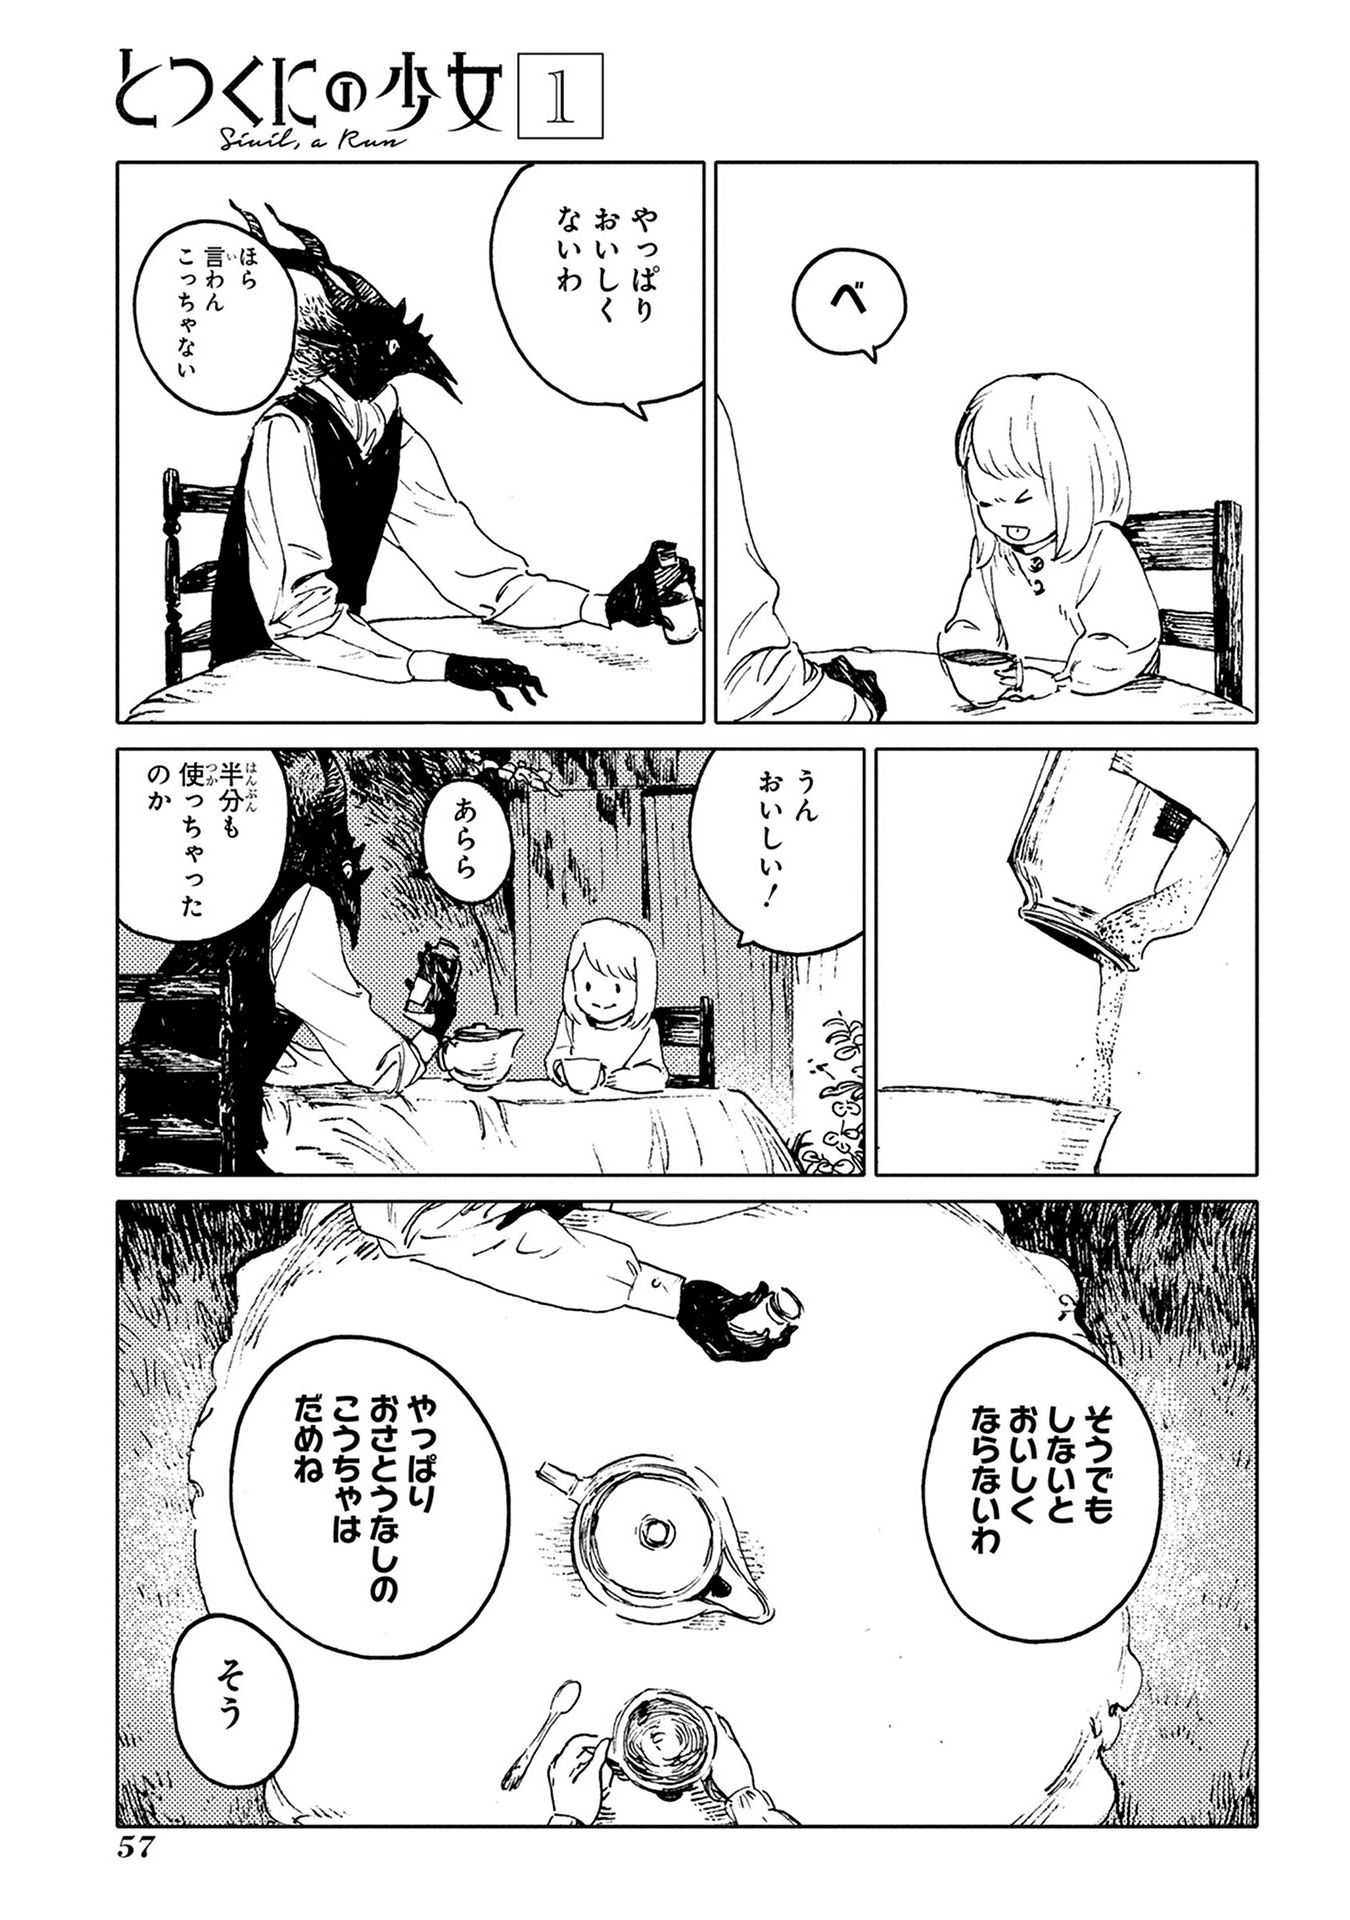 とつくにの少女 1
Siúil, a Rún
べ
やっぱり
おいしく
ないわ
ほら
言わん
こっちゃない
うん
おいしい！
あらら
半分も
使っちゃった
のか
そうでも
しないと
おいしく
ならないわ
やっぱり
おさとうなしの
こうちゃは
だめね
そう
57